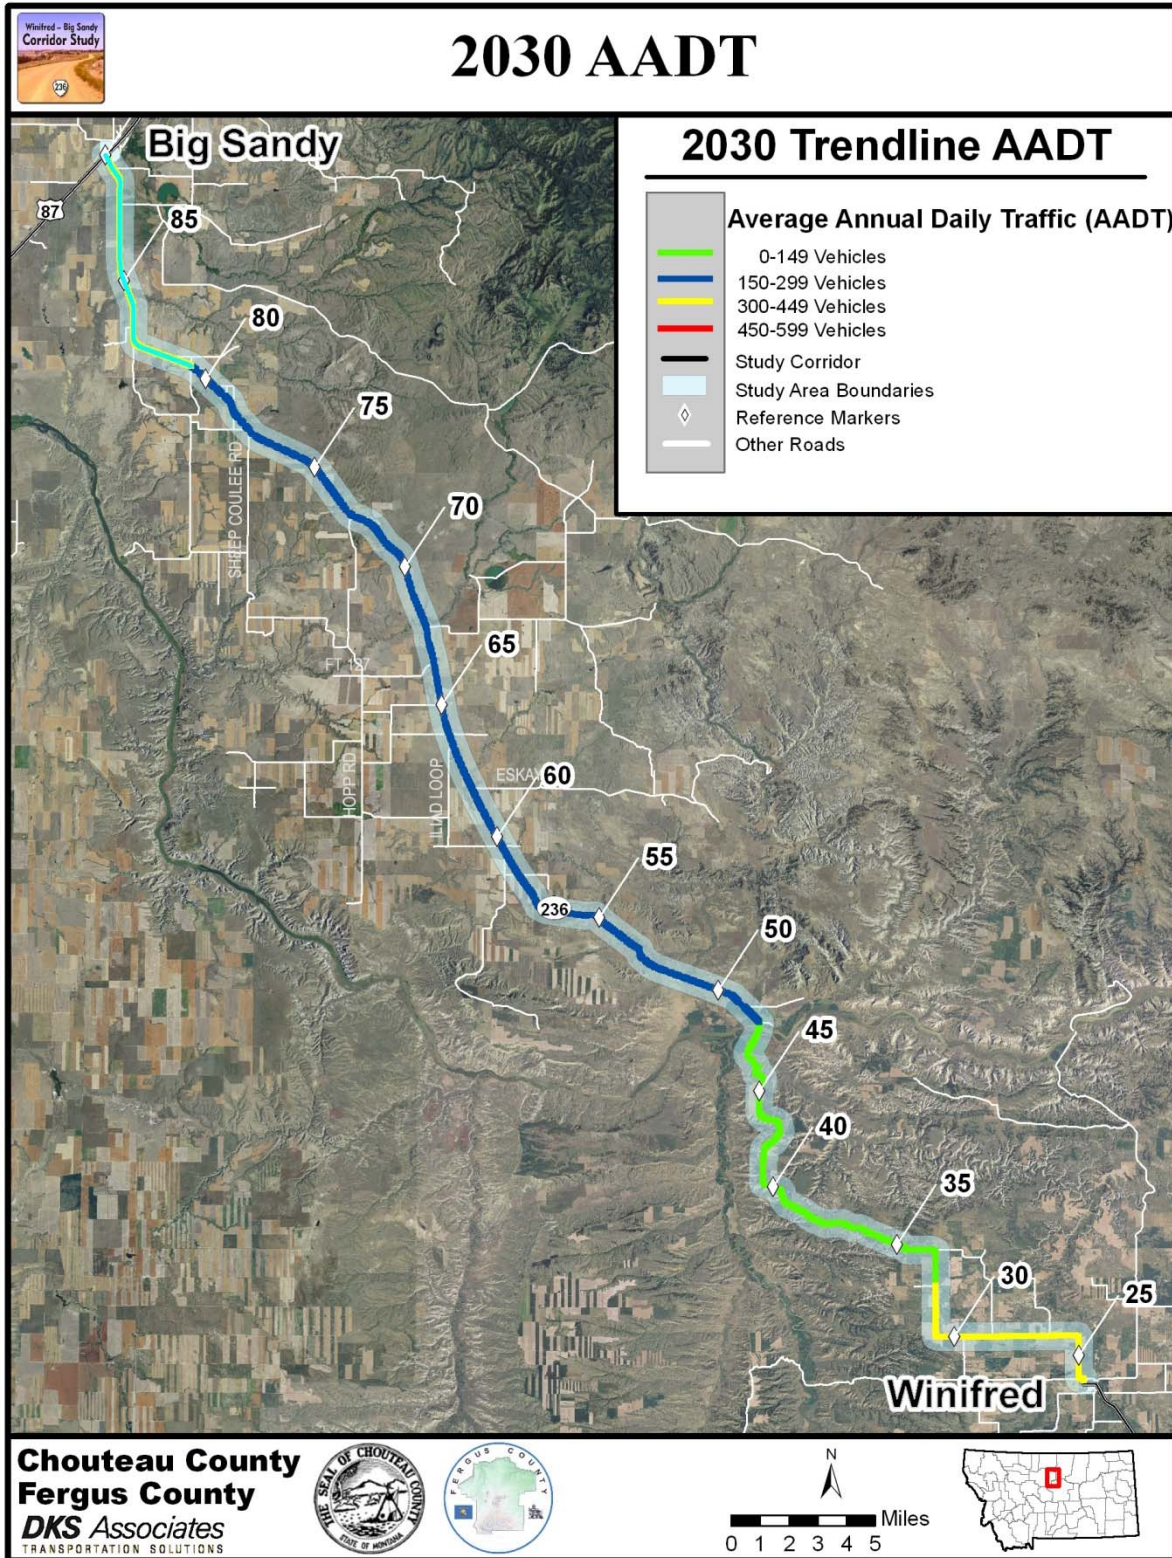 Winifred – Big Sandy
Corridor Study
236
2030 AADT
Big Sandy
87
85
80
75
70
65
60
55
50
45
40
35
30
25
SHEEP COULEE RD
FT 127
HOPP RD
ILIAD LOOP
ESKAY
236
Winifred
2030 Trendline AADT
Average Annual Daily Traffic (AADT)
0-149 Vehicles
150-299 Vehicles
300-449 Vehicles
450-599 Vehicles
Study Corridor
Study Area Boundaries
Reference Markers
Other Roads
Chouteau County
Fergus County
DKS Associates
TRANSPORTATION SOLUTIONS
THE SEAL OF CHOUTEAU COUNTY
STATE OF MONTANA
FERGUS COUNTY
N
Miles
0 1 2 3 4 5